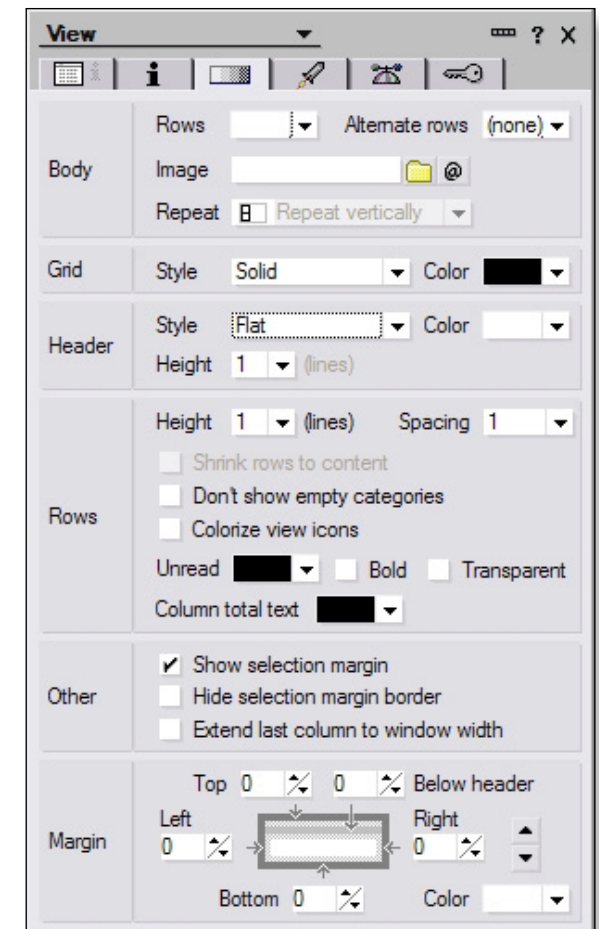 View ? X
i i
Body
Rows Alternate rows (none)
Image @
Repeat Repeat vertically
Grid Style Solid Color
Header
Style Flat Color
Height 1 (lines)
Rows
Height 1 (lines) Spacing 1
Shrink rows to content
Don't show empty categories
Colorize view icons
Unread Bold Transparent
Column total text
Other
Show selection margin
Hide selection margin border
Extend last column to window width
Margin
Top 0 0 Below header
Left Right
0 0
Bottom 0 Color